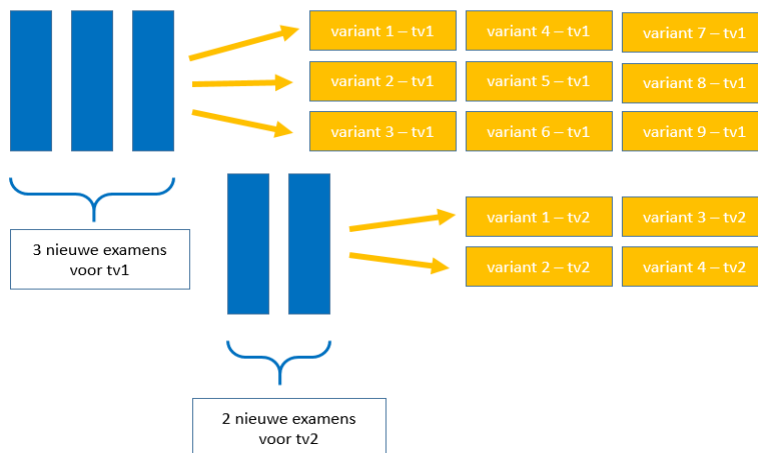 variant 1 – tv1
variant 4 – tv1
variant 7 – tv1
variant 2 – tv1
variant 5 – tv1
variant 8 – tv1
variant 3 – tv1
variant 6 – tv1
variant 9 – tv1
3 nieuwe examens
voor tv1
variant 1 – tv2
variant 3 – tv2
variant 2 – tv2
variant 4 – tv2
2 nieuwe examens
voor tv2